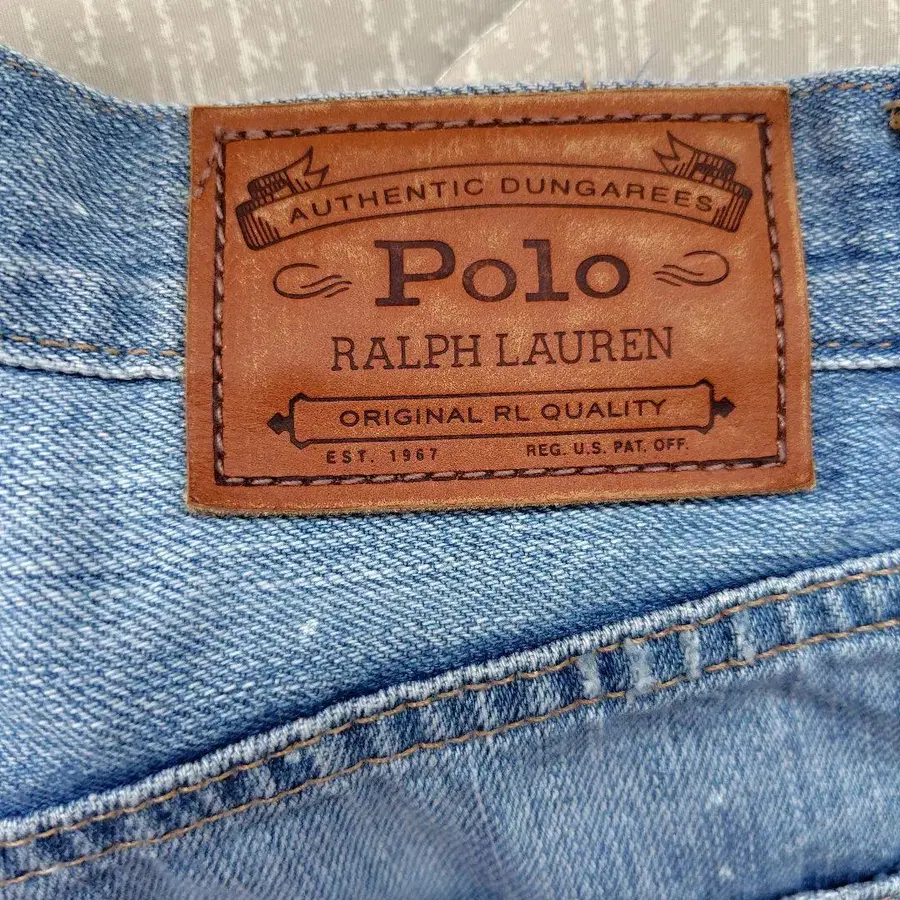 AUTHENTIC DUNGAREES
Polo
RALPH LAUREN
ORIGINAL RL QUALITY
EST. 1967 REG. U.S. PAT. OFF.